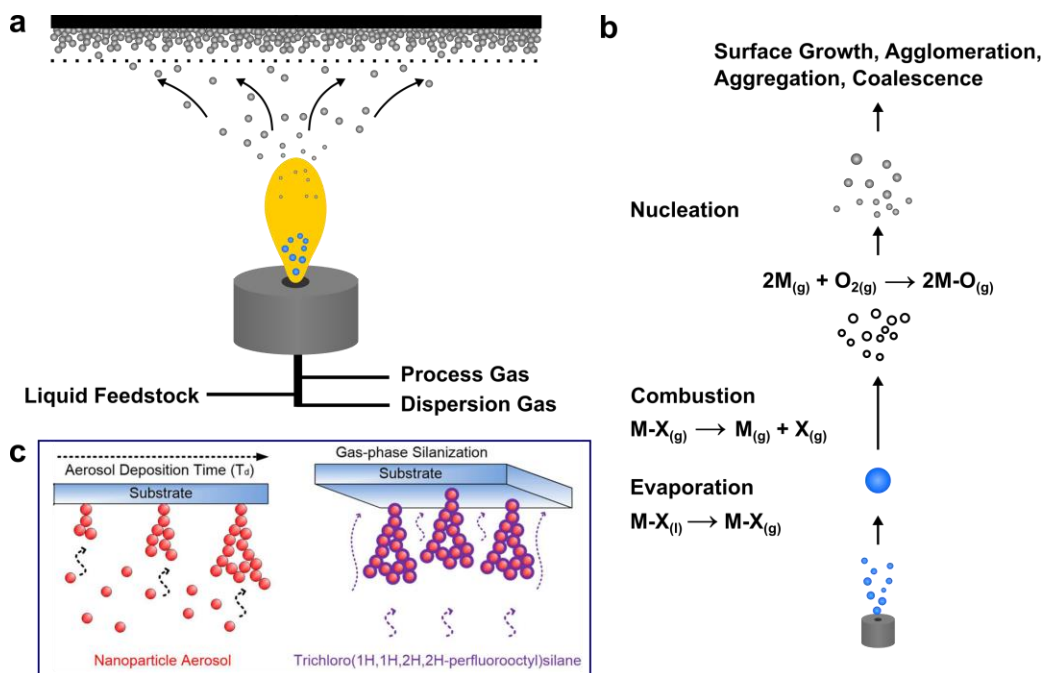 a
Liquid Feedstock
Process Gas
Dispersion Gas
b
Surface Growth, Agglomeration,
Aggregation, Coalescence
Nucleation
2M(g) + O2(g) ⟶ 2M-O(g)
Combustion
M-X(g) ⟶ M(g) + X(g)
Evaporation
M-X(l) ⟶ M-X(g)
c
Aerosol Deposition Time (Td)
Substrate
Nanoparticle Aerosol
Gas-phase Silanization
Substrate
Trichloro(1H,1H,2H,2H-perfluorooctyl)silane